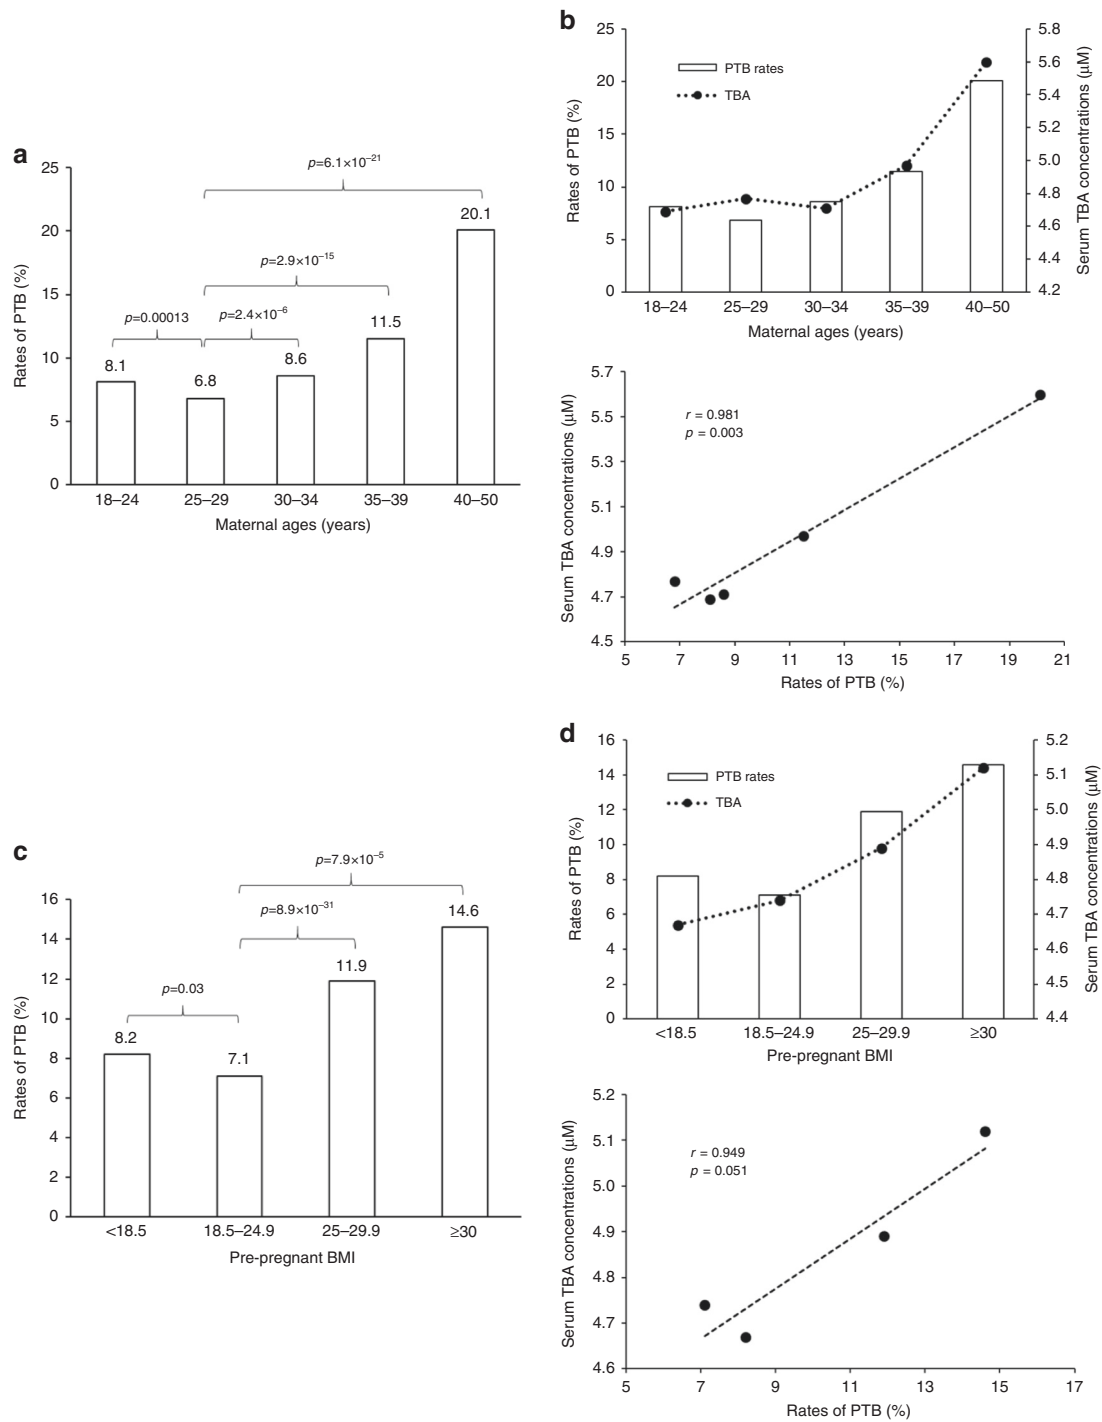 a
25
20
15
10
5
0
Rates of PTB (%)
p=6.1×10⁻²¹
p=2.9×10⁻¹⁵
p=0.00013
p=2.4×10⁻⁶
8.1
6.8
8.6
11.5
20.1
18–24 25–29 30–34 35–39 40–50
Maternal ages (years)
b
25
20
15
10
5
0
Rates of PTB (%)
PTB rates
TBA
5.8
5.6
5.4
5.2
5.0
4.8
4.6
4.4
4.2
Serum TBA concentrations (μM)
18–24 25–29 30–34 35–39 40–50
Maternal ages (years)
5.7
5.5
5.3
5.1
4.9
4.7
4.5
Serum TBA concentrations (μM)
r = 0.981
p = 0.003
5 7 9 11 13 15 17 19 21
Rates of PTB (%)
c
16
14
12
10
8
6
4
2
0
Rates of PTB (%)
p=7.9×10⁻⁵
p=8.9×10⁻³¹
p=0.03
8.2
7.1
11.9
14.6
<18.5 18.5–24.9 25–29.9 ≥30
Pre-pregnant BMI
d
16
14
12
10
8
6
4
2
0
Rates of PTB (%)
PTB rates
TBA
5.2
5.1
5.0
4.9
4.8
4.7
4.6
4.5
4.4
Serum TBA concentrations (μM)
<18.5 18.5–24.9 25–29.9 ≥30
Pre-pregnant BMI
5.2
5.1
5.0
4.9
4.8
4.7
4.6
Serum TBA concentrations (μM)
r = 0.949
p = 0.051
5 7 9 11 13 15 17
Rates of PTB (%)